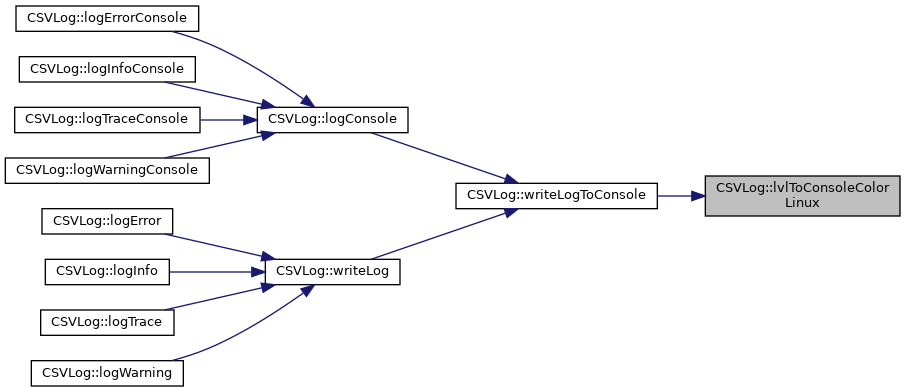 CSVLog::logErrorConsole
CSVLog::logInfoConsole
CSVLog::logTraceConsole
CSVLog::logWarningConsole
CSVLog::logConsole
CSVLog::logError
CSVLog::logInfo
CSVLog::logTrace
CSVLog::logWarning
CSVLog::writeLog
CSVLog::writeLogToConsole
CSVLog::lvlToConsoleColor
Linux